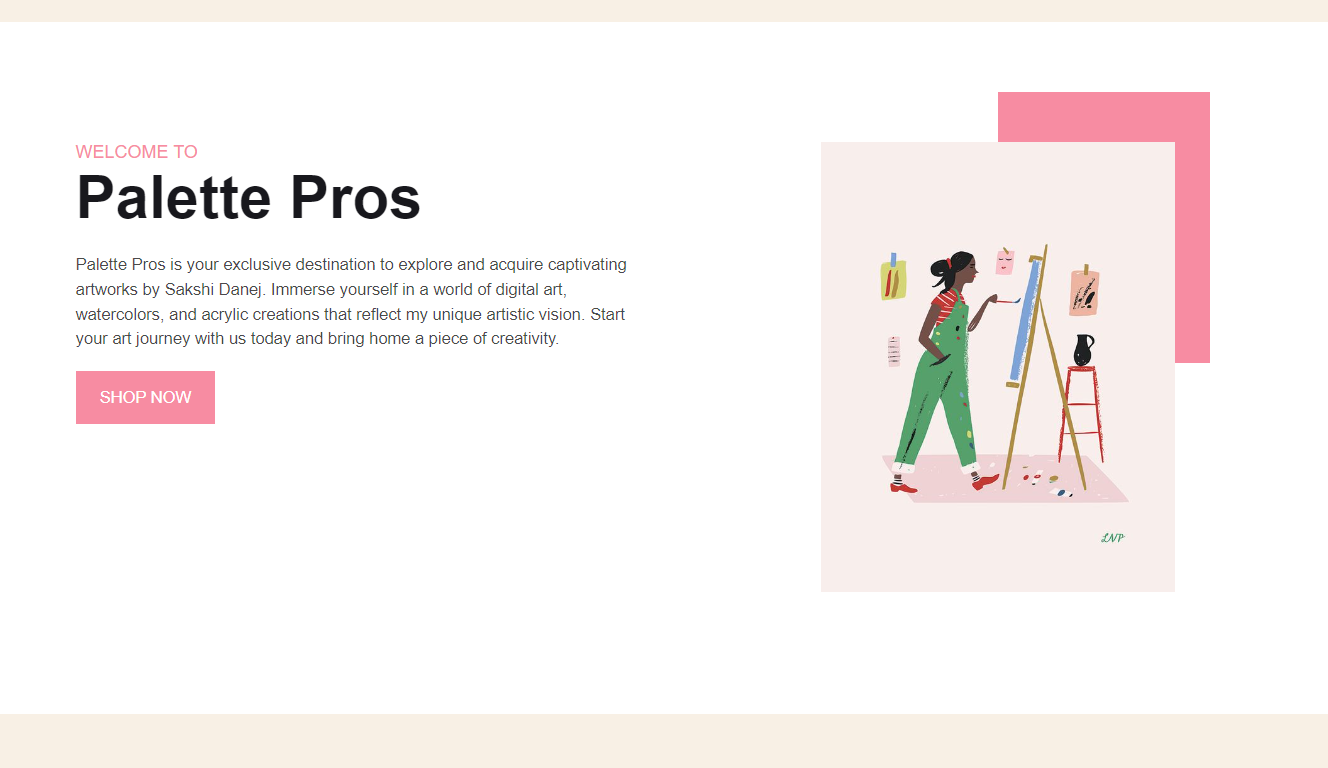 WELCOME TO
Palette Pros
Palette Pros is your exclusive destination to explore and acquire captivating
artworks by Sakshi Danej. Immerse yourself in a world of digital art,
watercolors, and acrylic creations that reflect my unique artistic vision. Start
your art journey with us today and bring home a piece of creativity.
SHOP NOW
LNP